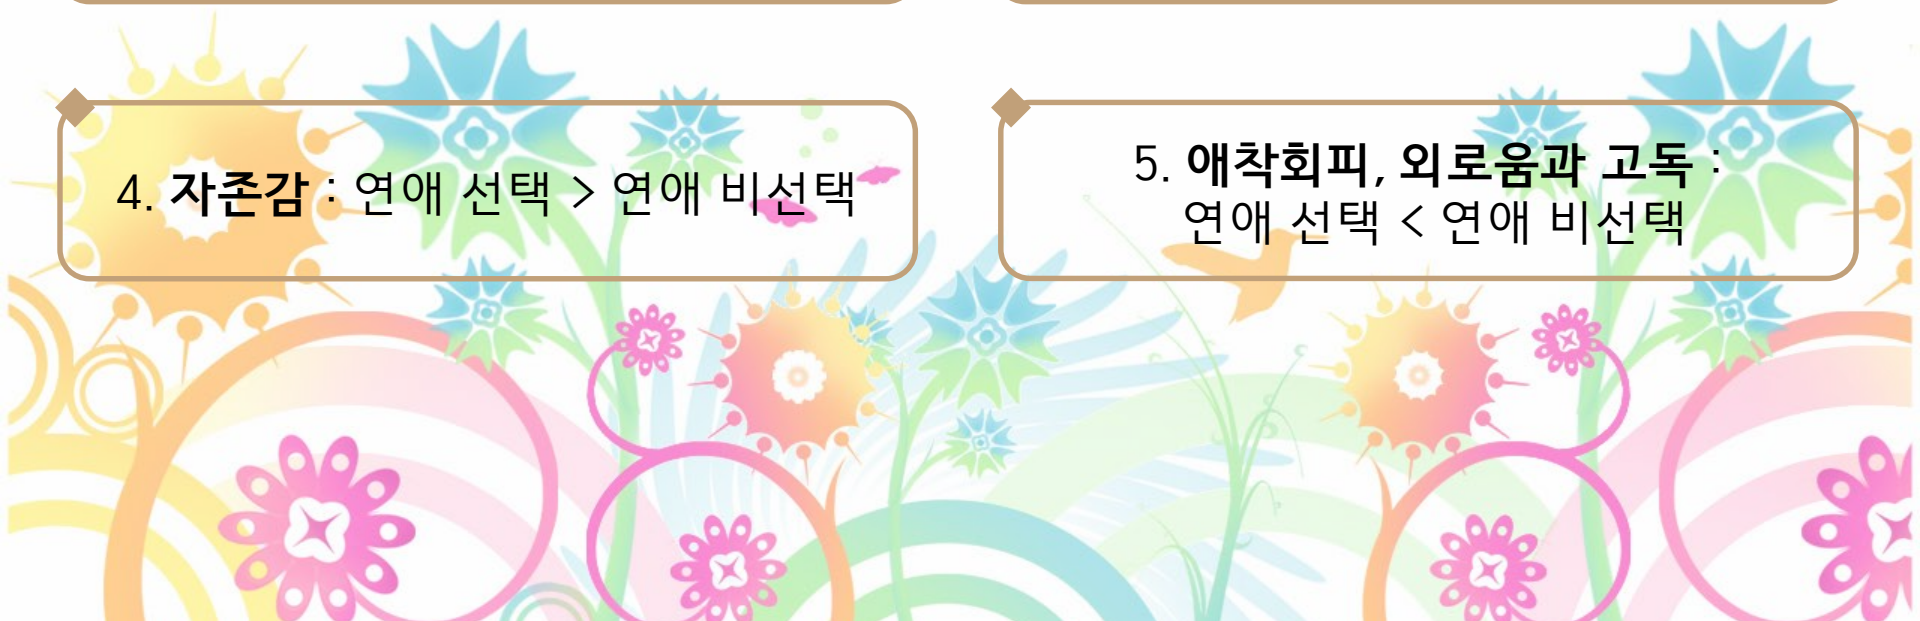 4. 자존감 : 연애 선택 > 연애 비선택
5. 애착회피, 외로움과 고독 :
연애 선택 < 연애 비선택